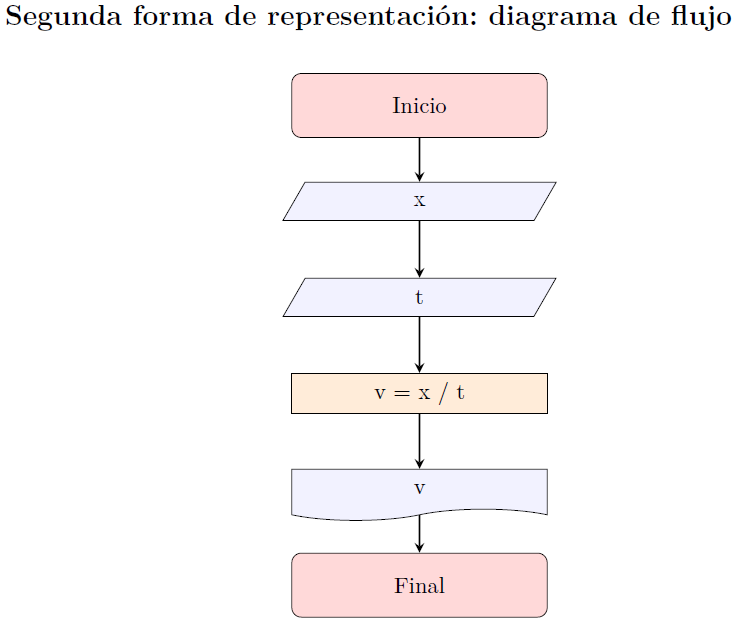 Segunda forma de representación: diagrama de flujo
Inicio
x
t
v = x / t
v
Final